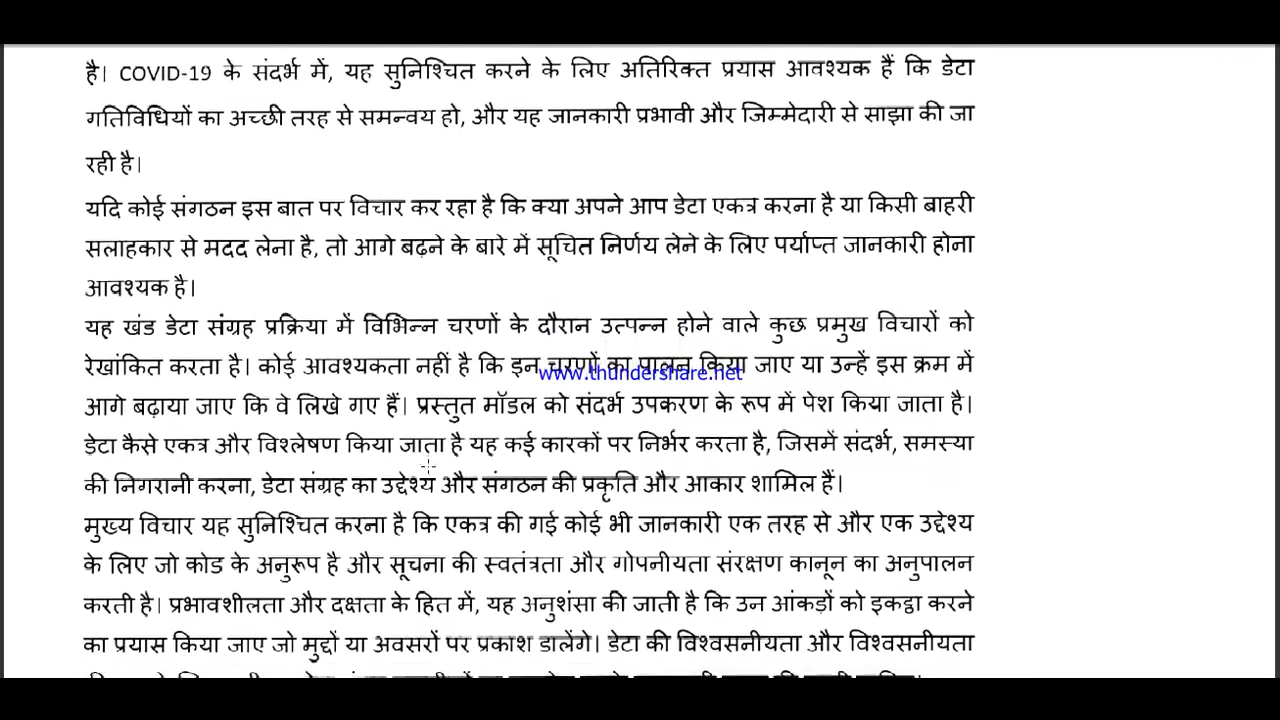 है। COVID-19 के संदर्भ में, यह सुनिश्चित करने के लिए अतिरिक्त प्रयास आवश्यक हैं कि डेटा
गतिविधियों का अच्छी तरह से समन्वय हो, और यह जानकारी प्रभावी और जिम्मेदारी से साझा की जा
रही है।
यदि कोई संगठन इस बात पर विचार कर रहा है कि क्या अपने आप डेटा एकत्र करना है या किसी बाहरी
सलाहकार से मदद लेना है, तो आगे बढ़ने के बारे में सूचित निर्णय लेने के लिए पर्याप्त जानकारी होना
आवश्यक है।
यह खंड डेटा संग्रह प्रक्रिया में विभिन्न चरणों के दौरान उत्पन्न होने वाले कुछ प्रमुख विचारों को
रेखांकित करता है। कोई आवश्यकता नहीं है कि इन चरणों का पालन किया जाए या उन्हें इस क्रम में
www.thundershare.net
आगे बढ़ाया जाए कि वे लिखे गए हैं। प्रस्तुत मॉडल को संदर्भ उपकरण के रूप में पेश किया जाता है।
डेटा कैसे एकत्र और विश्लेषण किया जाता है यह कई कारकों पर निर्भर करता है, जिसमें संदर्भ, समस्या
की निगरानी करना, डेटा संग्रह का उद्देश्य और संगठन की प्रकृति और आकार शामिल हैं।
मुख्य विचार यह सुनिश्चित करना है कि एकत्र की गई कोई भी जानकारी एक तरह से और एक उद्देश्य
के लिए जो कोड के अनुरूप है और सूचना की स्वतंत्रता और गोपनीयता संरक्षण कानून का अनुपालन
करती है। प्रभावशीलता और दक्षता के हित में, यह अनुशंसा की जाती है कि उन आंकड़ों को इकट्ठा करने
का प्रयास किया जाए जो मुद्दों या अवसरों पर प्रकाश डालेंगे। डेटा की विश्वसनीयता और विश्वसनीयता